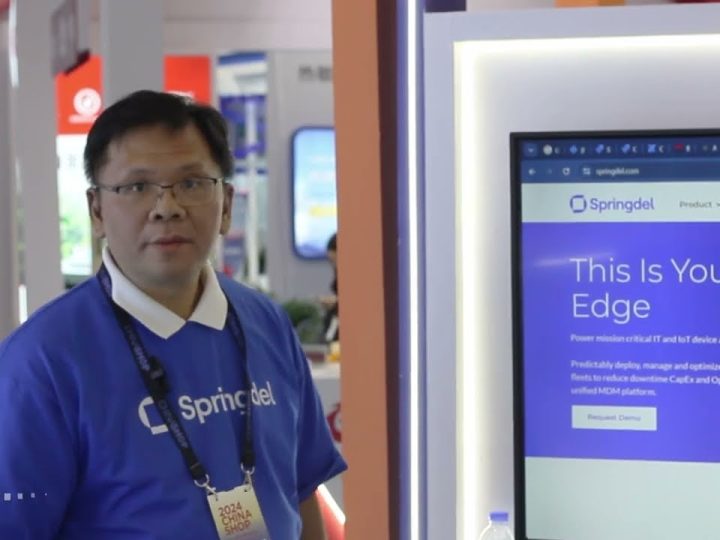 springdel.com
Springdel
Product
This Is You
Edge
Power mission critical IT and IoT device
Predictably deploy, manage and optimize
fleets to reduce downtime CapEx and Op
unified MDM platform.
Request Demo
Springdel
2024
CHINA
SHOP